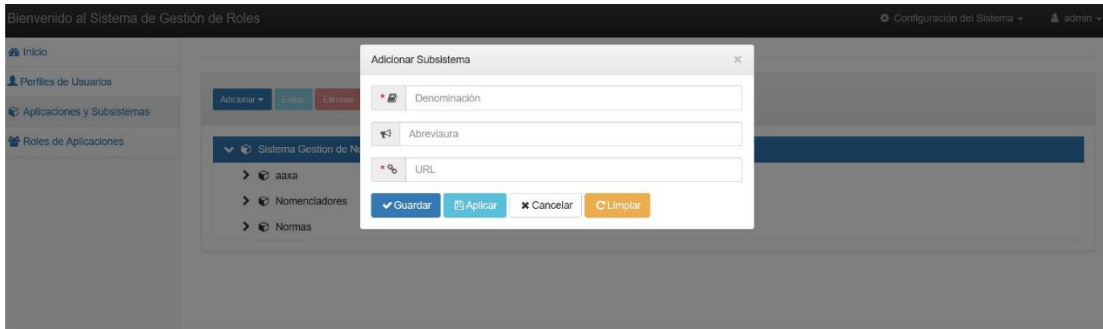 Bienvenido al Sistema de Gestión de Roles
Configuración del Sistema
admin
Inicio
Perfiles de Usuarios
Aplicaciones y Subsistemas
Roles de Aplicaciones
Adicionar
Editar
Eliminar
Sistema Gestion de
aaxa
Nomencladores
Normas
Adicionar Subsistema
×
* Denominación
Abreviaura
* URL
Guardar
Aplicar
Cancelar
Limpiar